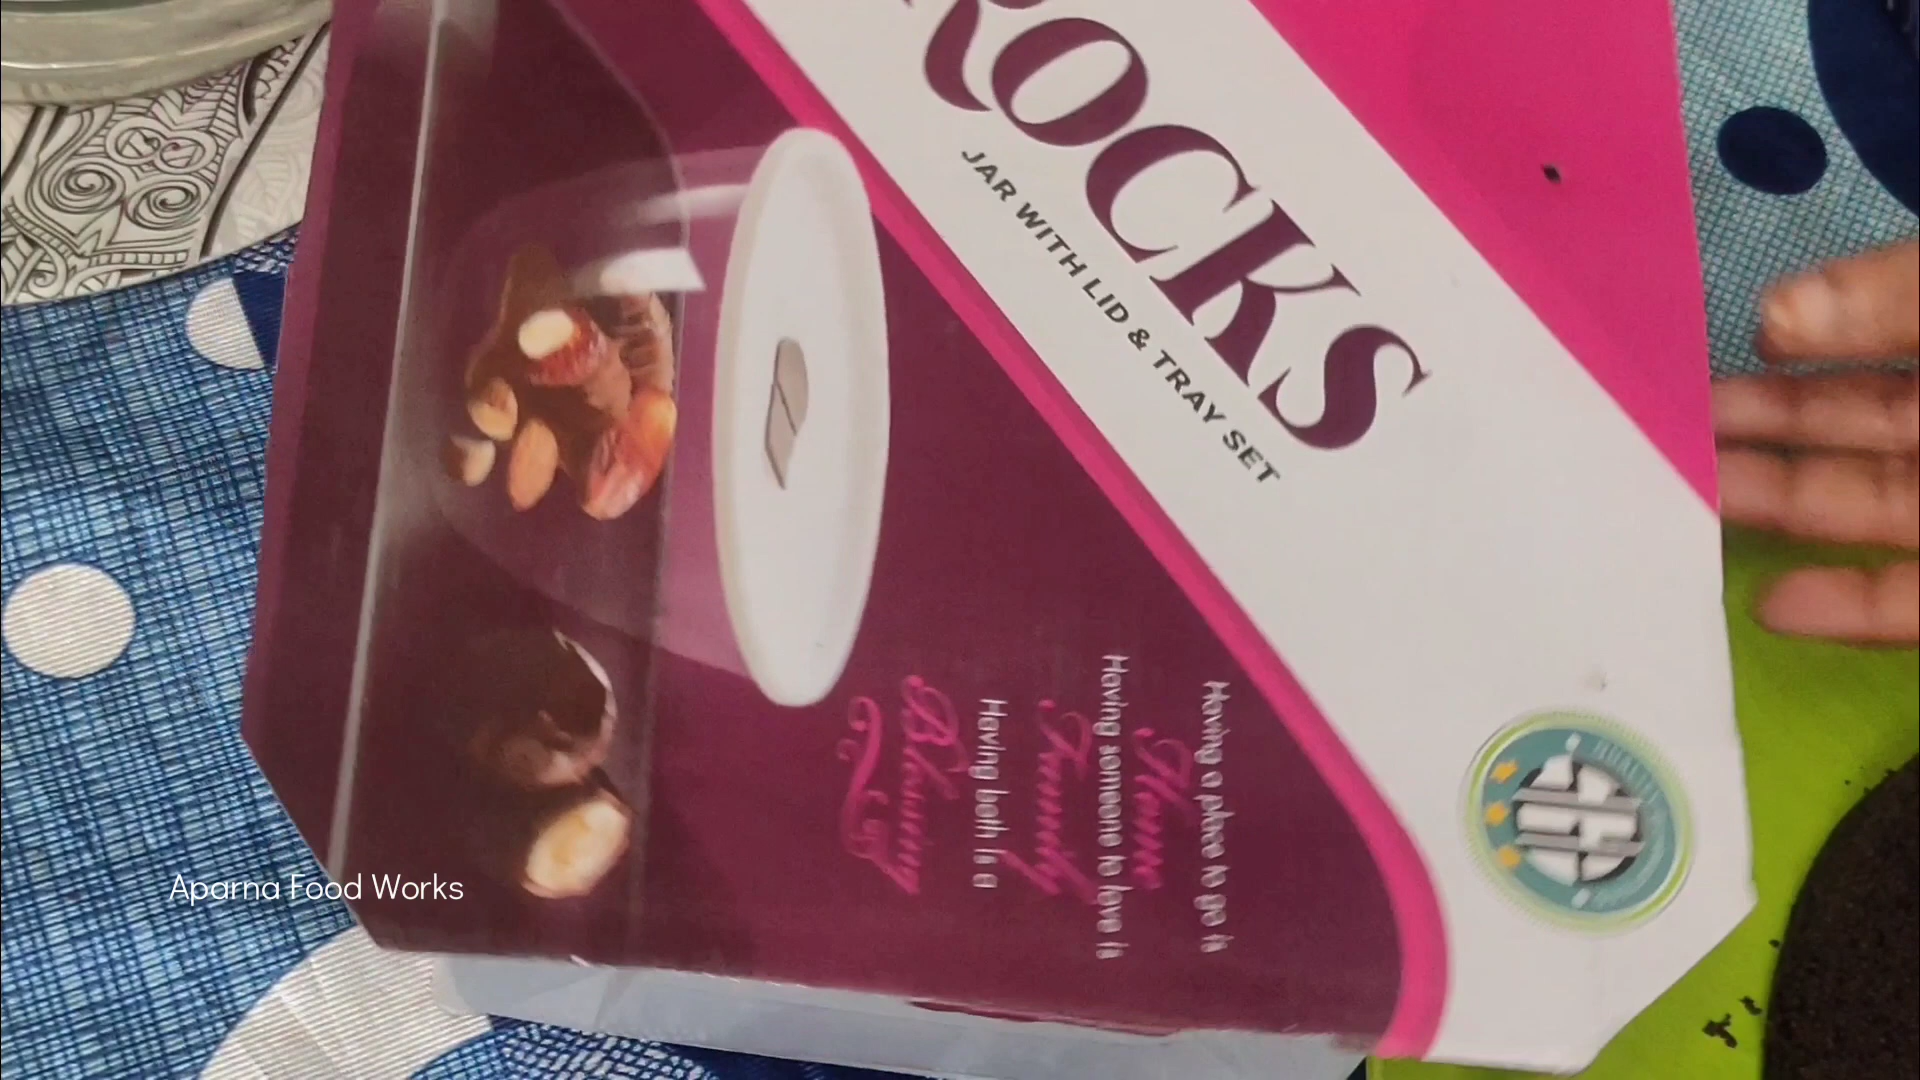 ROCKS
JAR WITH LID & TRAY SET
Having a place to go is
Home
Having someone to love is
Family
Having both is a
Blessing
QUALITY
Aparna Food Works